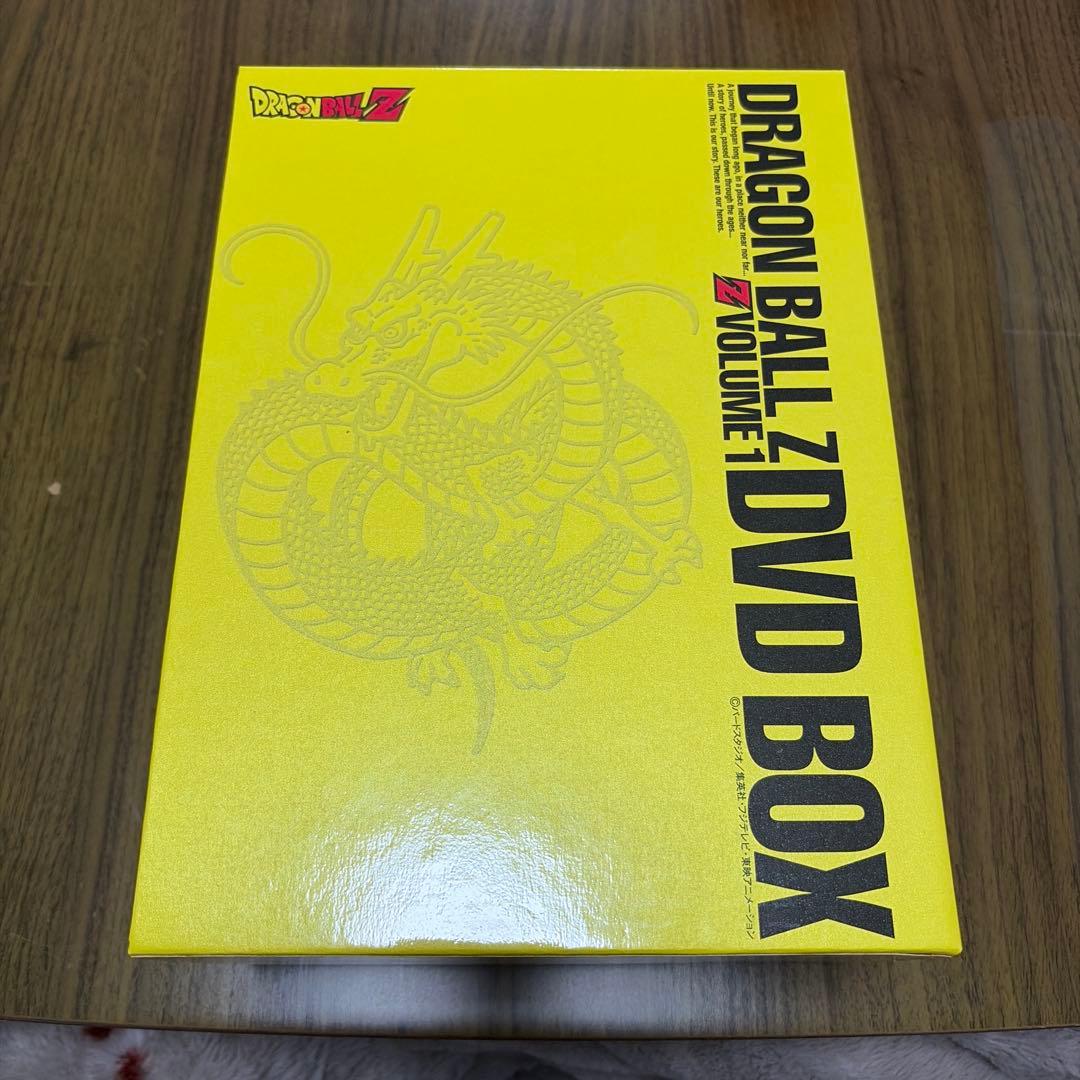 DRAGONBALL Z
DRAGON BALL Z DVD BOX
A journey that began long ago, in a place neither near nor far...
A story of heroes, passed down through the ages...
Until now. This is our story. These are our heroes.
Z VOLUME 1
©バードスタジオ/集英社・フジテレビ・東映アニメーション